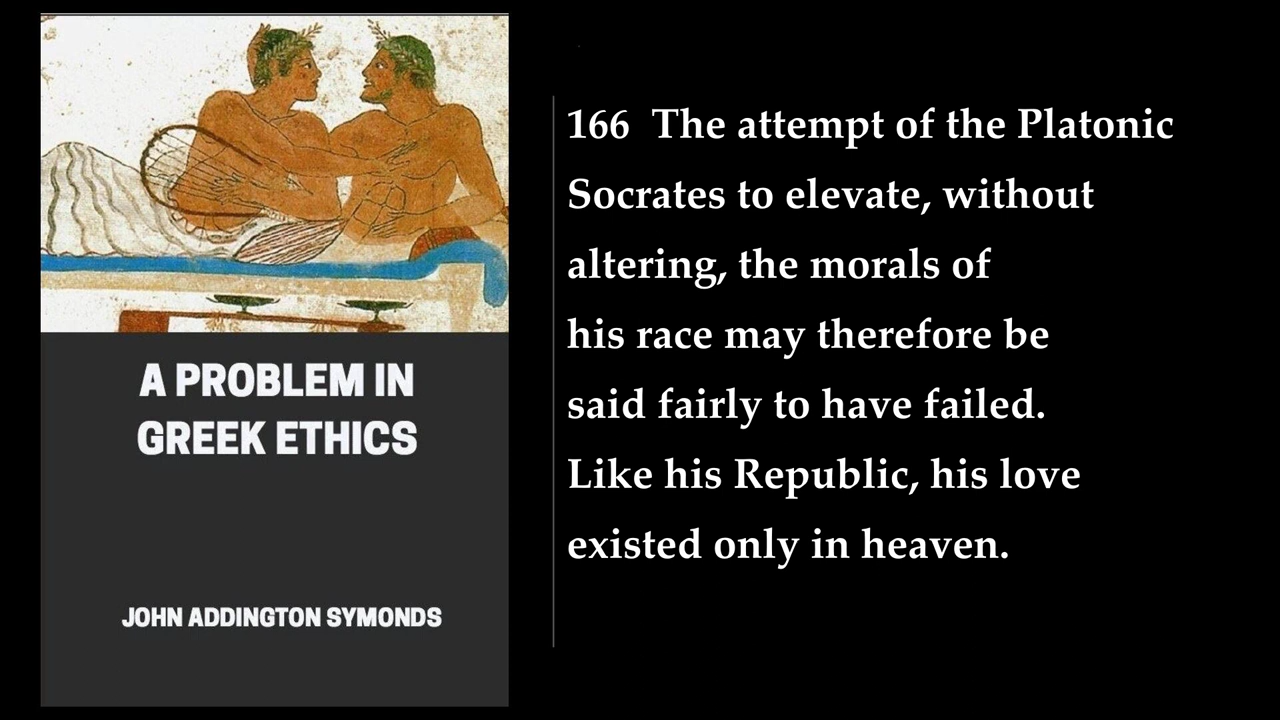 A PROBLEM IN
GREEK ETHICS
JOHN ADDINGTON SYMONDS
166 The attempt of the Platonic
Socrates to elevate, without
altering, the morals of
his race may therefore be
said fairly to have failed.
Like his Republic, his love
existed only in heaven.